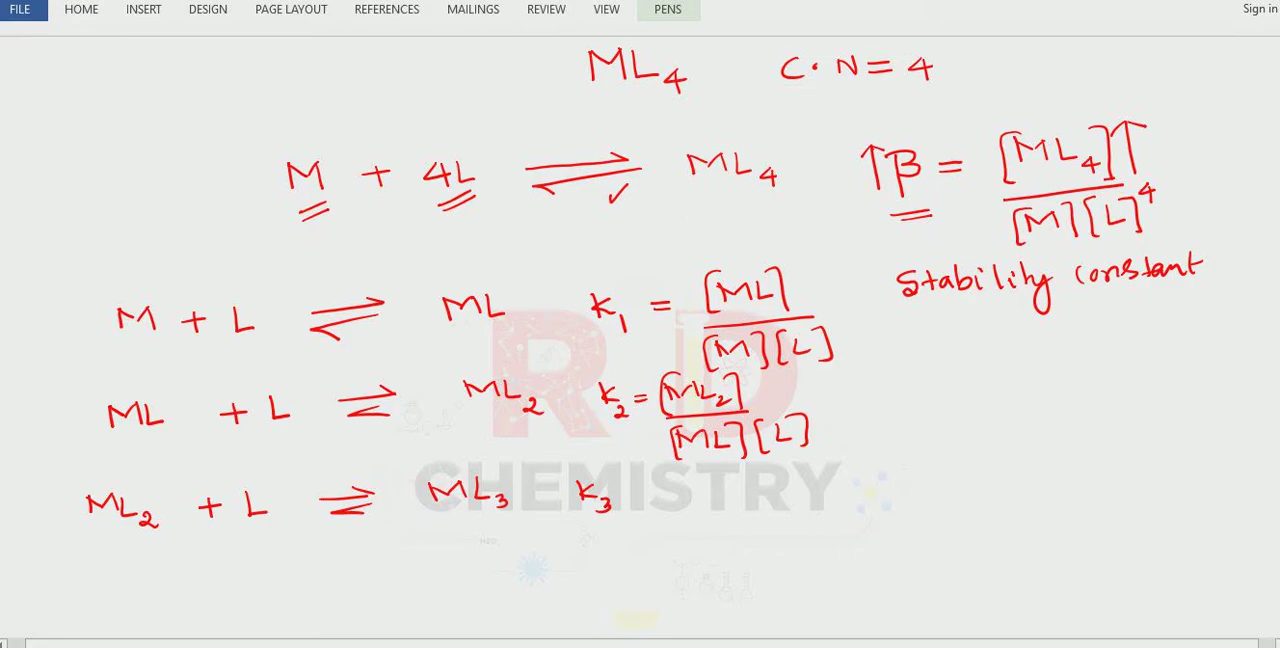 FILE HOME INSERT DESIGN PAGE LAYOUT REFERENCES MAILINGS REVIEW VIEW PENS Sign in
ML₄ C·N = 4
M + 4L ⇌ ML₄ ✓ ↑β = [ML₄]↑ / [M][L]⁴
Stability constant
M + L ⇌ ML K₁ = [ML] / [M][L]
ML + L ⇌ ML₂ K₂ = [ML₂] / [ML][L]
ML₂ + L ⇌ ML₃ K₃
RiD
CHEMISTRY